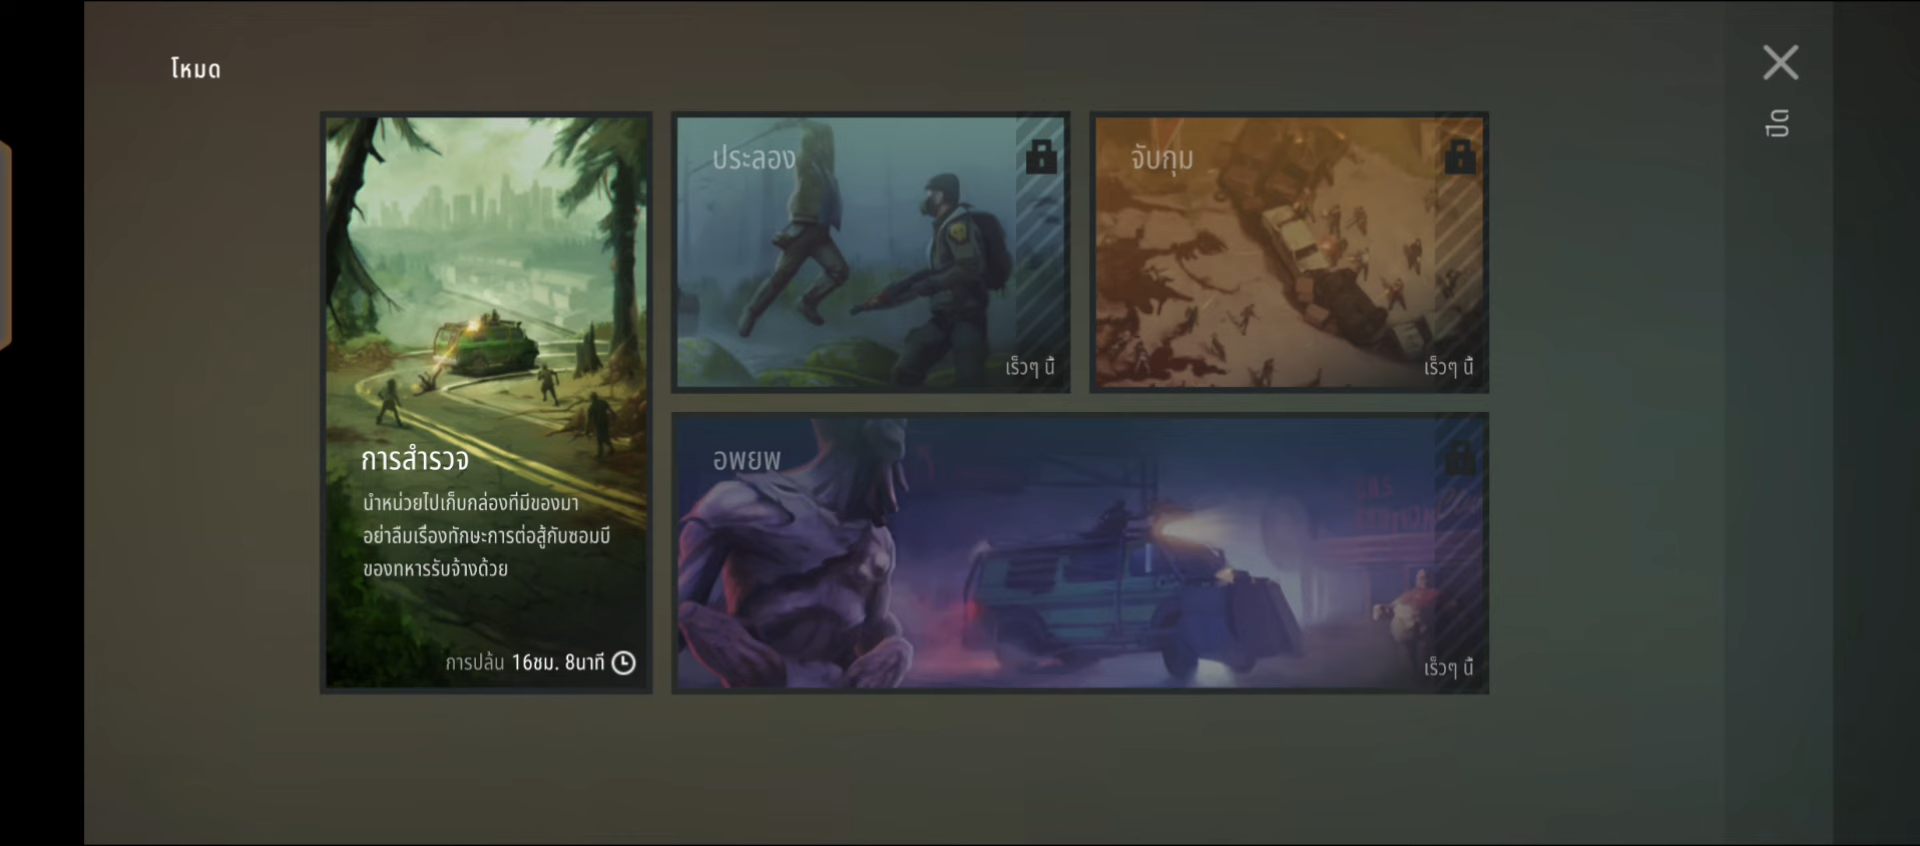 โหมด
ปิด
ประลอง
จับกุม
เร็วๆ นี้
เร็วๆ นี้
การสำรวจ
นำหน่วยไปเก็บกล่องที่มีของมา
อย่าลืมเรื่องทักษะการต่อสู้กับซอมบี
ของทหารรับจ้างด้วย
การปล้น 16ชม. 8นาที
อพยพ
GAS
เร็วๆ นี้